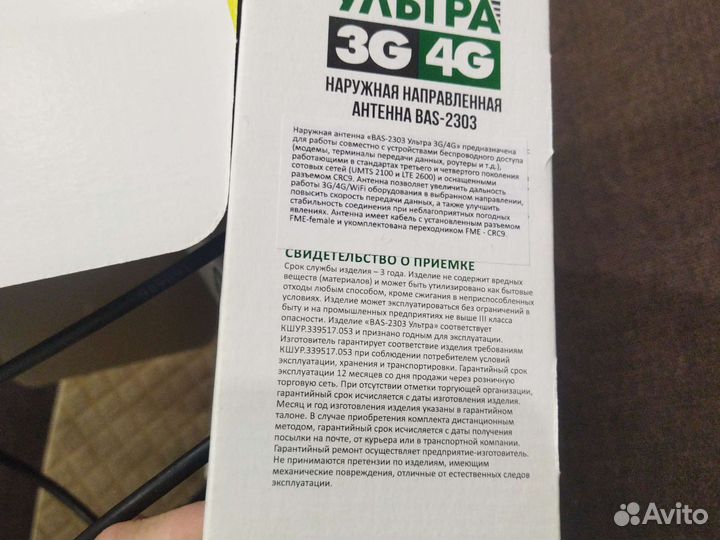 УЛЬТРА
3G 4G
НАРУЖНАЯ НАПРАВЛЕННАЯ
АНТЕННА BAS-2303
Наружная антенна «BAS-2303 Ультра 3G/4G» предназначена
для работы совместно с устройствами беспроводного доступа
(модемы, терминалы передачи данных, роутеры и т.д.),
работающими в стандартах третьего и четвертого поколения
сотовых сетей (UMTS 2100 и LTE 2600) и оснащенными
разъемом CRC9. Антенна позволяет увеличить дальность
работы 3G/4G/WiFi оборудования в выбранном направлении,
повысить скорость передачи данных, а также улучшить
стабильность соединения при неблагоприятных погодных
явлениях. Антенна имеет кабель с установленным разъемом
FME-female и укомплектована переходником FME - CRC9.
СВИДЕТЕЛЬСТВО О ПРИЕМКЕ
Срок службы изделия – 3 года. Изделие не содержит вредных
веществ (материалов) и может быть утилизировано как бытовые
отходы любым способом, кроме сжигания в неприспособленных
условиях. Изделие может эксплуатироваться без ограничений в
быту и на промышленных предприятиях не выше III класса
опасности. Изделие «BAS-2303 Ультра» соответствует
КШУР.339517.053 и признано годным для эксплуатации.
Изготовитель гарантирует соответствие изделия требованиям
КШУР.339517.053 при соблюдении потребителем условий
эксплуатации, хранения и транспортировки. Гарантийный срок
эксплуатации 12 месяцев со дня продажи через розничную
торговую сеть. При отсутствии отметки торгующей организации,
гарантийный срок исчисляется с даты изготовления изделия.
Месяц и год изготовления изделия указаны в гарантийном
талоне. В случае приобретения комплекта дистанционным
методом, гарантийный срок исчисляется с даты получения
посылки на почте, от курьера или в транспортной компании.
Гарантийный ремонт осуществляет предприятие-изготовитель.
Не принимаются претензии по изделиям, имеющим
механические повреждения, отличные от естественных следов
эксплуатации.
Avito